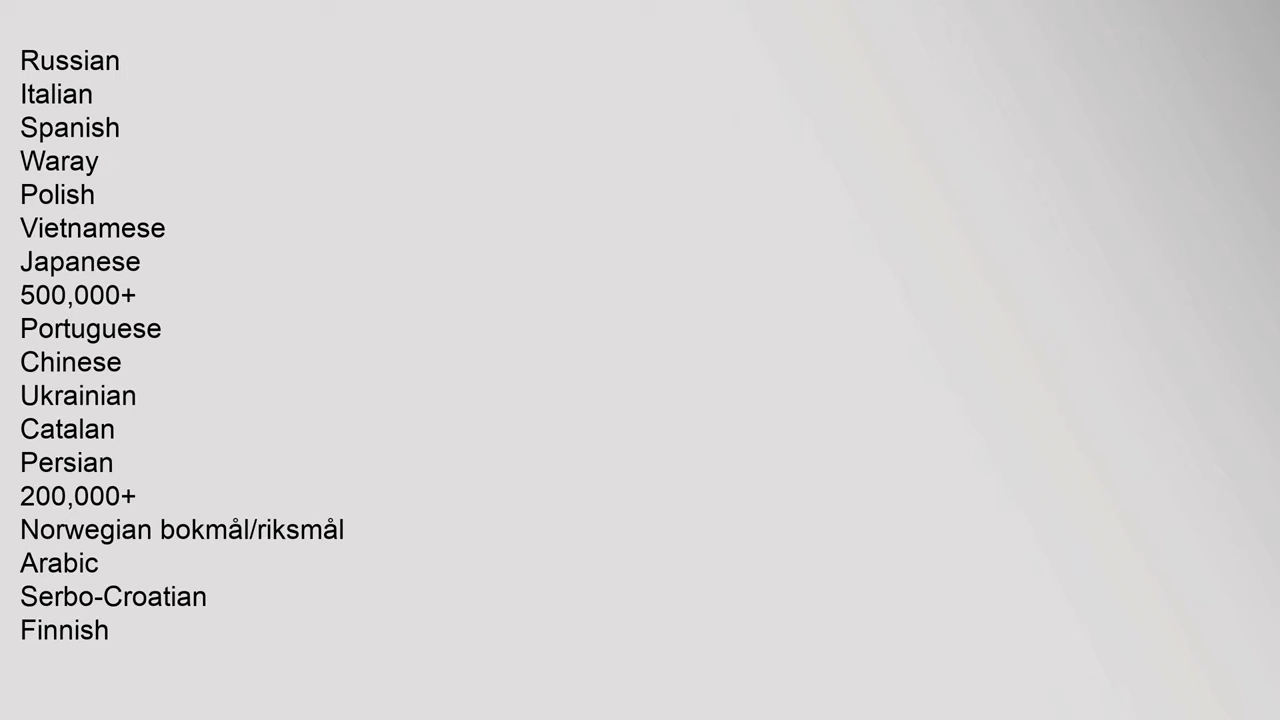 Russian
Italian
Spanish
Waray
Polish
Vietnamese
Japanese
500,000+
Portuguese
Chinese
Ukrainian
Catalan
Persian
200,000+
Norwegian bokmål/riksmål
Arabic
Serbo-Croatian
Finnish